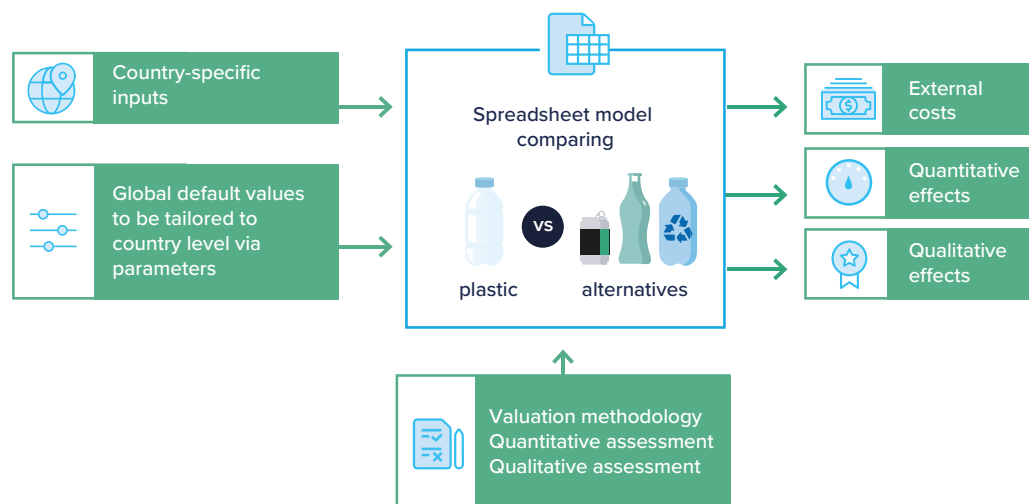 Country-specific
inputs
Global default values
to be tailored to
country level via
parameters
Spreadsheet model
comparing
VS
plastic
alternatives
Valuation methodology
Quantitative assessment
Qualitative assessment
$
External
costs
Quantitative
effects
Qualitative
effects